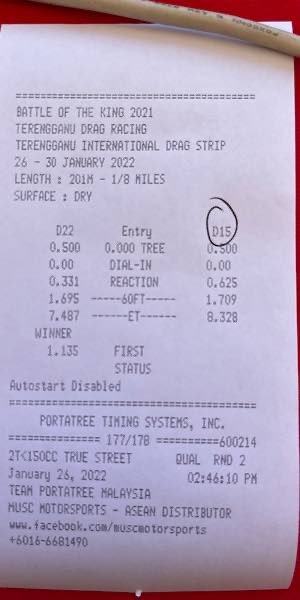 =====================================
BATTLE OF THE KING 2021
TERENGGANU DRAG RACING
TERENGGANU INTERNATIONAL DRAG STRIP
26 - 30 JANUARY 2022
LENGTH : 201M - 1/8 MILES
SURFACE : DRY
D22 Entry D15
0.500 0.000 TREE 0.500
0.00 DIAL-IN 0.00
0.331 REACTION 0.625
1.695 -----60FT----- 1.709
7.487 ------ET------ 8.328
WINNER
1.135 FIRST
STATUS
Autostart Disabled
=====================================
PORTATREE TIMING SYSTEMS, INC.
============== 177/178 ==========600214
2T<150CC TRUE STREET QUAL RND 2
January 26, 2022 02:46:10 PM
TEAM PORTATREE MALAYSIA
MUSC MOTORSPORTS - ASEAN DISTRIBUTOR
www.facebook.com/muscmotorsports
+6016-6681490